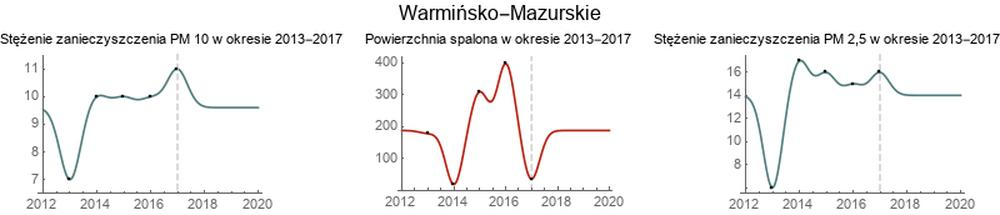 Warmińsko–Mazurskie
Stężenie zanieczyszczenia PM 10 w okresie 2013–2017
Powierzchnia spalona w okresie 2013–2017
Stężenie zanieczyszczenia PM 2,5 w okresie 2013–2017
11
10
9
8
7
2012 2014 2016 2018 2020
400
300
200
100
2012 2014 2016 2018 2020
16
14
12
10
8
2012 2014 2016 2018 2020